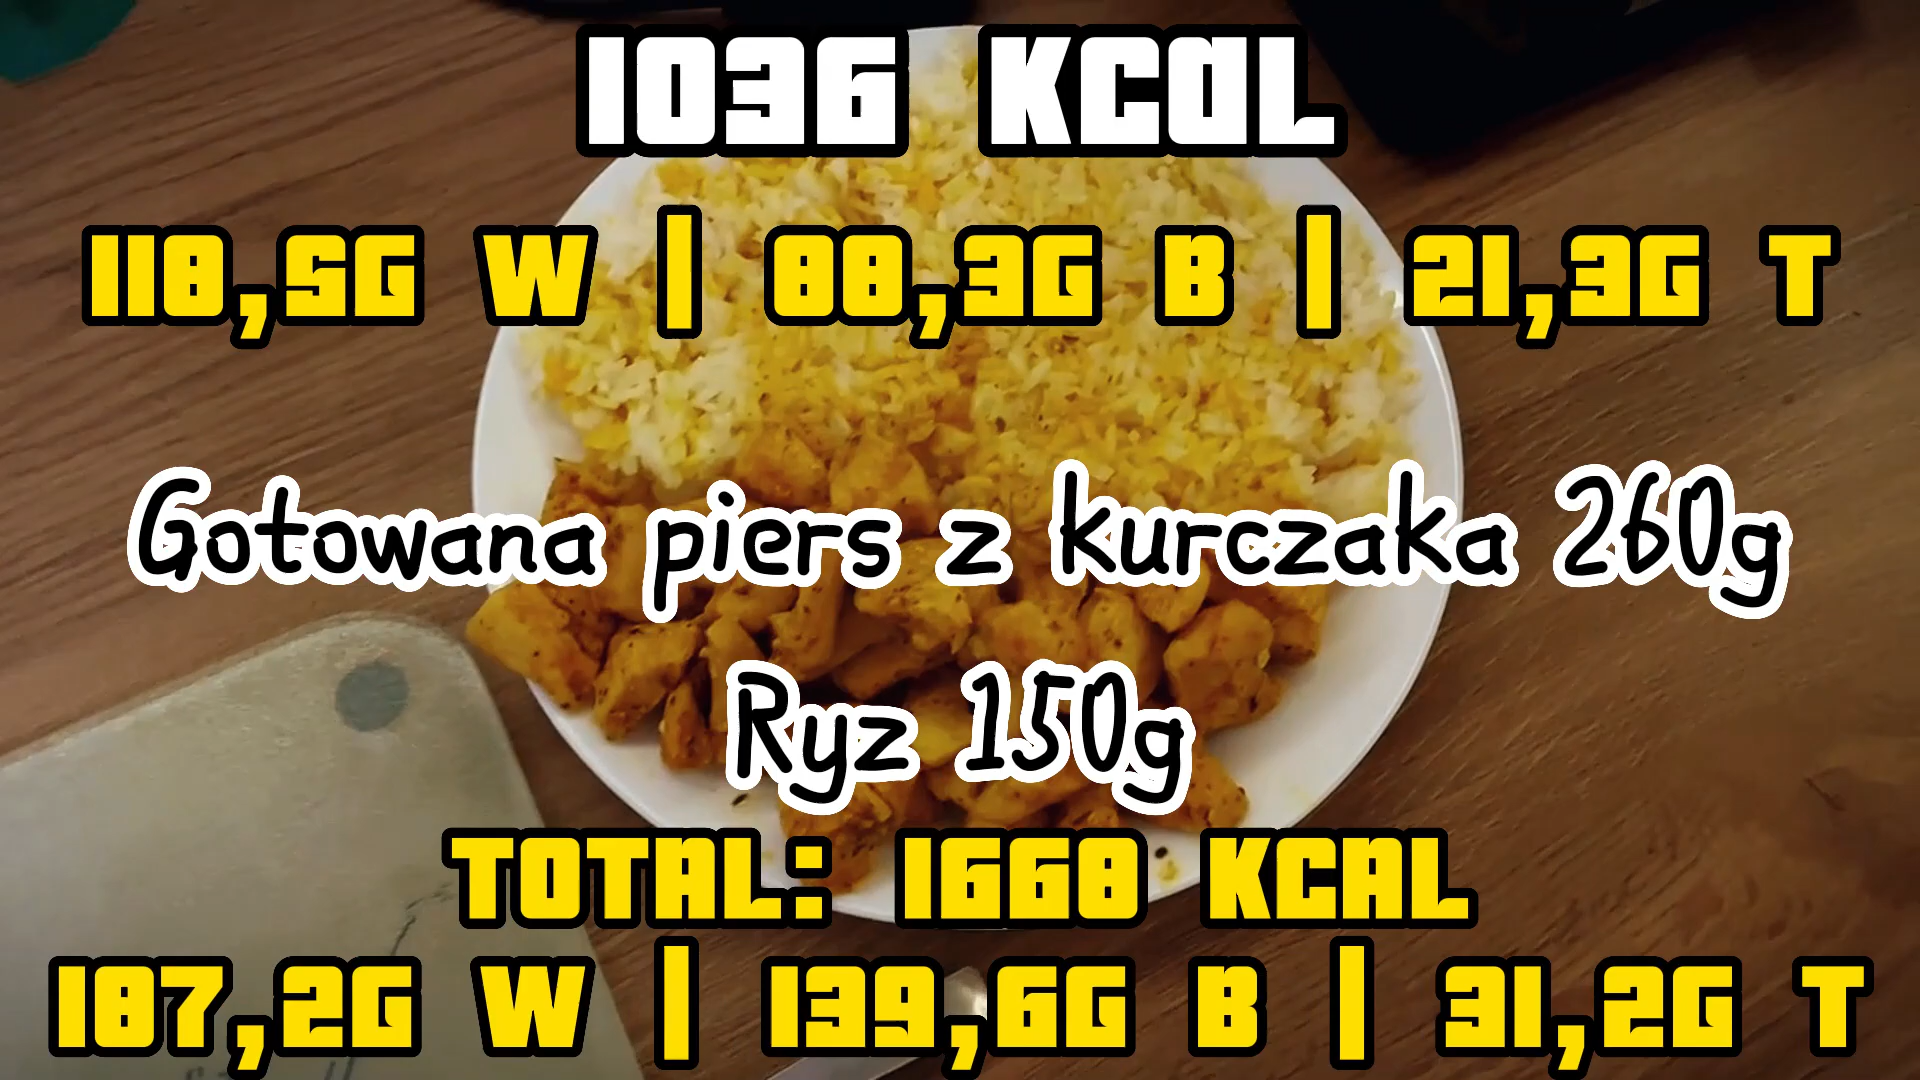 1036 KCAL
118,5G W | 88,3G B | 21,3G T
Gotowana piers z kurczaka 260g
Ryz 150g
TOTAL: 1668 KCAL
187,2G W | 139,6G B | 31,2G T